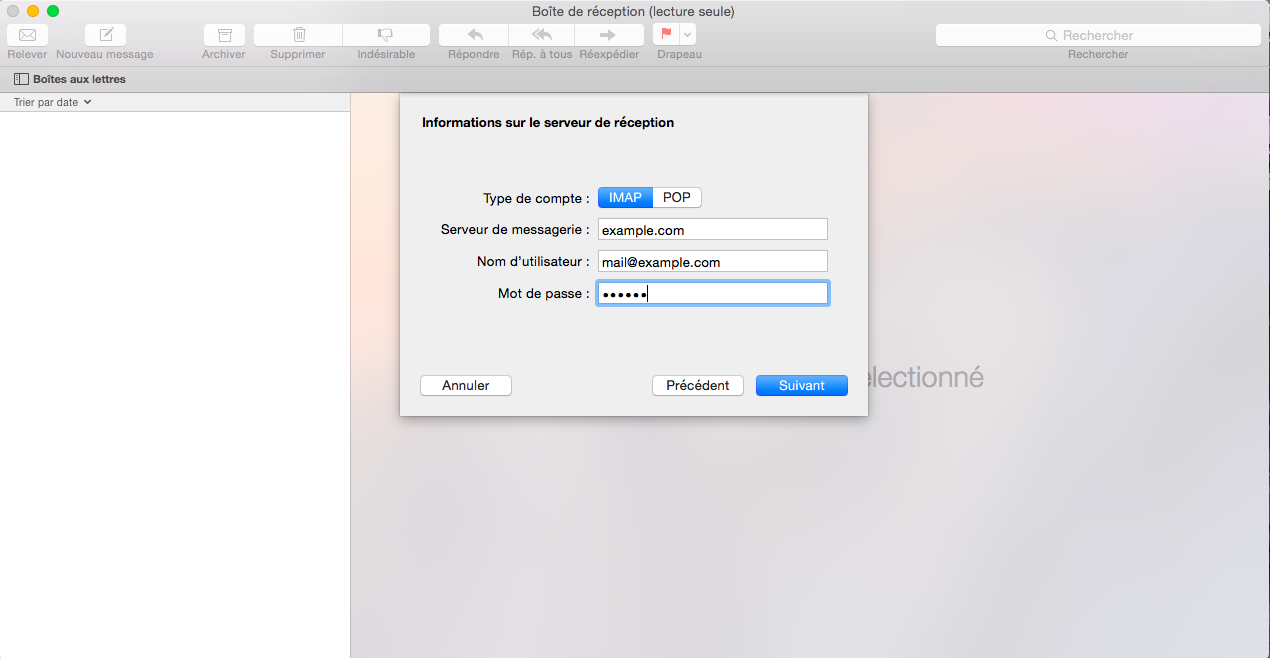 Boîte de réception (lecture seule)
Relever Nouveau message Archiver Supprimer Indésirable Répondre Rép. à tous Réexpédier Drapeau Rechercher
Rechercher
Boîtes aux lettres
Trier par date
Informations sur le serveur de réception
Type de compte : IMAP POP
Serveur de messagerie : example.com
Nom d’utilisateur : mail@example.com
Mot de passe : ••••••
électionné
Annuler Précédent Suivant